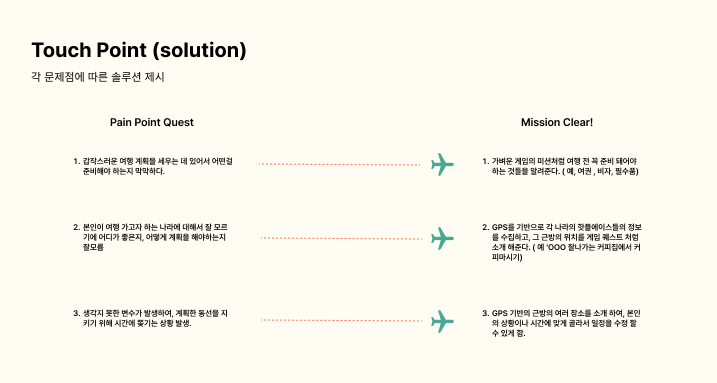 Touch Point (solution)
각 문제점에 따른 솔루션 제시
Pain Point Quest
Mission Clear!
1. 갑작스러운 여행 계획을 세우는 데 있어서 어떤걸
준비해야 하는지 막막하다.
1. 가벼운 게임의 미션처럼 여행 전 꼭 준비 돼어야
하는 것들을 알려준다. ( 예, 여권 , 비자, 필수품)
2. 본인이 여행 가고자 하는 나라에 대해서 잘 모르
기에 어디가 좋은지, 어떻게 계획을 해야하는지
잘모름
2. GPS를 기반으로 각 나라의 핫플에이스들의 정보
를 수집하고, 그 근방의 위치를 게임 퀘스트 처럼
소개 해준다. ( 예 'OOO 잘나가는 커피집에서 커
피마시기)
3. 생각지 못한 변수가 발생하여, 계획한 동선을 지
키기 위해 시간에 쫒기는 상황 발생.
3. GPS 기반의 근방의 여러 장소를 소개 하여, 본인
의 상황이나 시간에 맞게 골라서 일정을 수정 할
수 있게 함.